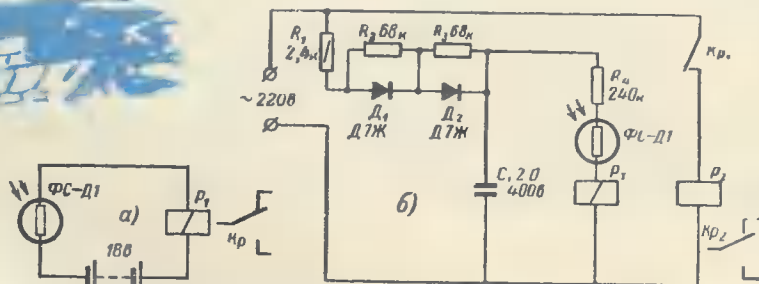 ФС-Д1
а)
18в
Р₁
Кр
~220в
R₁
2,4к
R₂ 68к
R₃ 68к
Д₁
Д7Ж
Д₂
Д7Ж
б)
С₁ 2,0
400в
R₄
240к
ФС-Д1
Р₁
Кр₁
Р₂
Кр₂